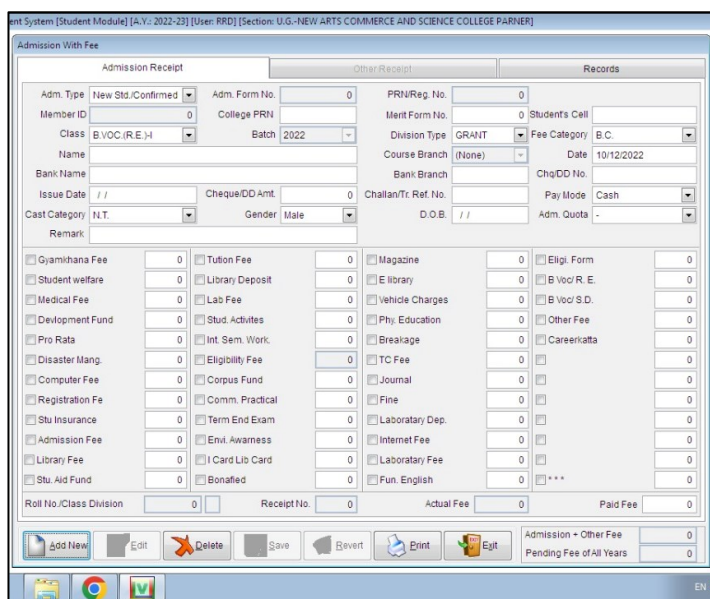 ent System [Student Module] [A.Y.: 2022-23] [User: RRD] [Section: U.G.-NEW ARTS COMMERCE AND SCIENCE COLLEGE PARNER]
Admission With Fee
Admission Receipt Other Receipt Records
Adm. Type New Std./Confirmed Adm. Form No. 0 PRN/Reg. No. 0
Member ID 0 College PRN Merit Form No. 0 Student's Cell
Class B.VOC.(R.E.)-I Batch 2022 Division Type GRANT Fee Category B.C.
Name Course Branch (None) Date 10/12/2022
Bank Name Bank Branch Chq/DD No.
Issue Date / / Cheque/DD Amt. 0 Challan/Tr. Ref. No. Pay Mode Cash
Cast Category N.T. Gender Male D.O.B. / / Adm. Quota -
Remark
Gyamkhana Fee 0 Tution Fee 0 Magazine 0 Eligi. Form 0
Student welfare 0 Library Deposit 0 E library 0 B Voc/ R. E. 0
Medical Fee 0 Lab Fee 0 Vehicle Charges 0 B Voc/ S.D. 0
Devlopment Fund 0 Stud. Activites 0 Phy. Education 0 Other Fee 0
Pro Rata 0 Int. Sem. Work. 0 Breakage 0 Careerkatta 0
Disaster Mang. 0 Eligibility Fee 0 TC Fee 0 0
Computer Fee 0 Corpus Fund 0 Journal 0 0
Registration Fe 0 Comm. Practical 0 Fine 0 0
Stu Insurance 0 Term End Exam 0 Laboratary Dep. 0 0
Admission Fee 0 Envi. Awarness 0 Internet Fee 0 0
Library Fee 0 I Card Lib Card 0 Laboratary Fee 0 0
Stu. Aid Fund 0 Bonafied 0 Fun. English 0 * * * 0
Roll No./Class Division 0 Receipt No. 0 Actual Fee 0 Paid Fee 0
Add New Edit Delete Save Revert Print Exit Admission + Other Fee 0
Pending Fee of All Years 0
EN